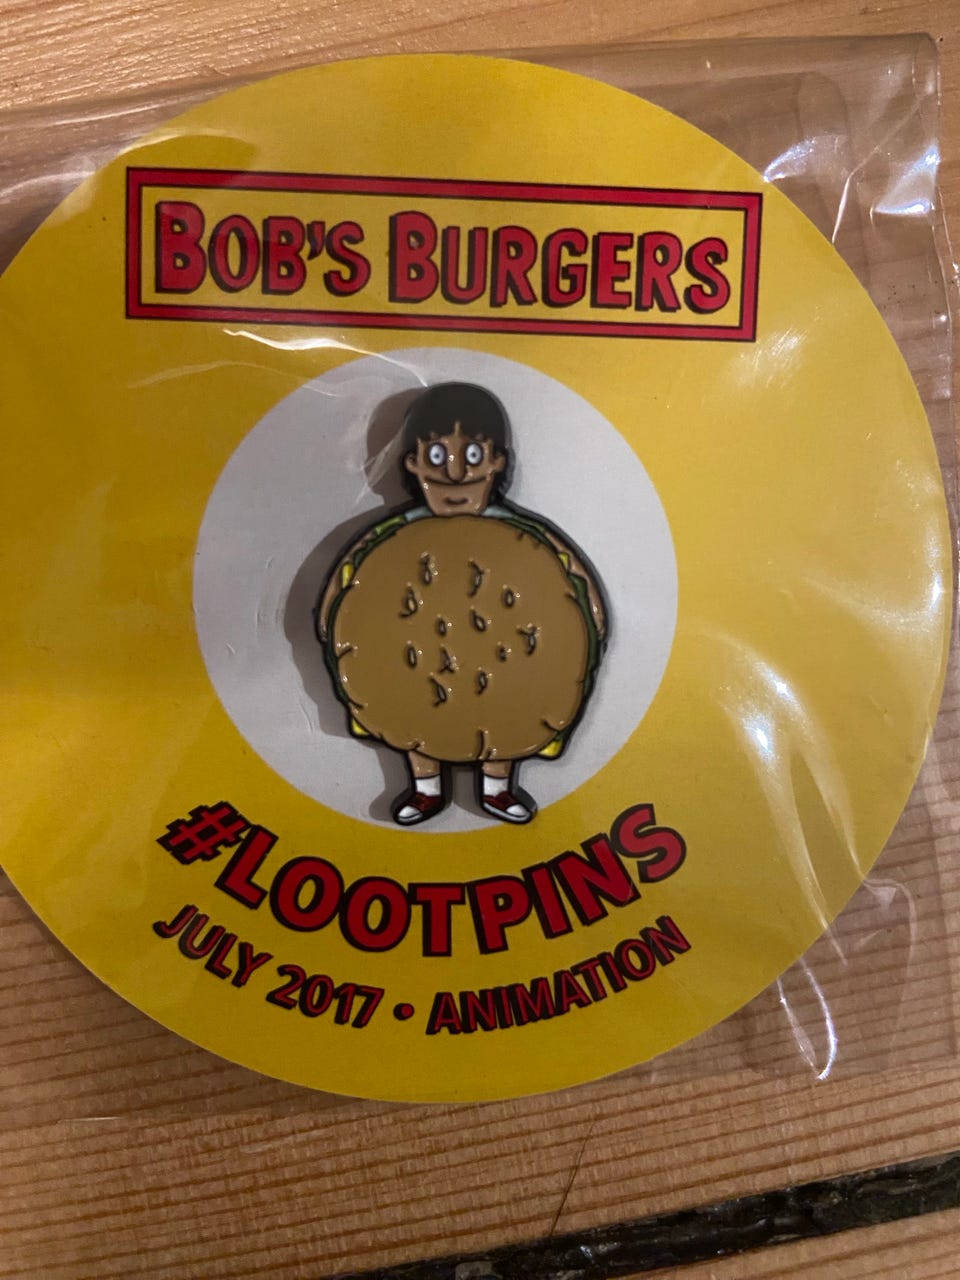 BOB'S BURGERS
#LOOTPINS
JULY 2017 • ANIMATION